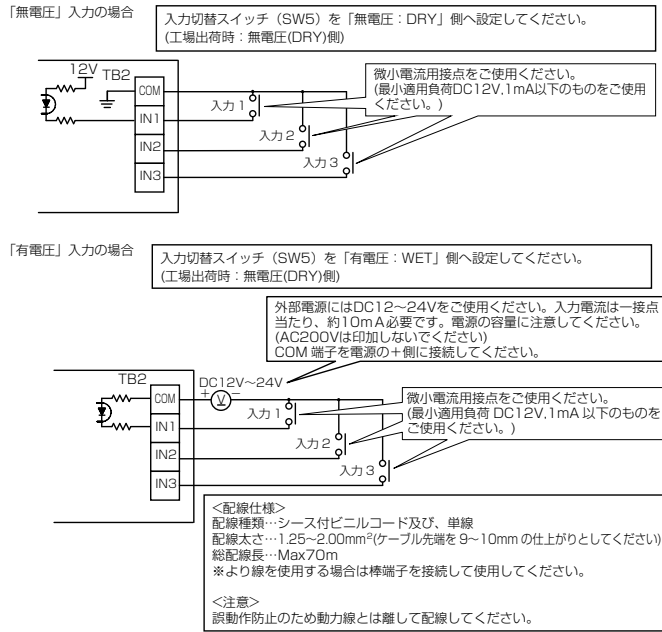 「無電圧」入力の場合
入力切替スイッチ（SW5）を「無電圧：DRY」側へ設定してください。
(工場出荷時：無電圧(DRY)側)
12V
TB2
COM
IN1
IN2
IN3
入力 1
入力 2
入力 3
微小電流用接点をご使用ください。
(最小適用負荷DC12V,1mA以下のものをご使用
ください。)
「有電圧」入力の場合
入力切替スイッチ（SW5）を「有電圧：WET」側へ設定してください。
(工場出荷時：無電圧(DRY)側)
外部電源にはDC12～24Vをご使用ください。入力電流は一接点
当たり、約10mA必要です。電源の容量に注意してください。
(AC200Vは印加しないでください)
COM 端子を電源の＋側に接続してください。
TB2
DC12V～24V
COM
+ V −
IN1
IN2
IN3
入力 1
入力 2
入力 3
微小電流用接点をご使用ください。
(最小適用負荷 DC12V,1mA 以下のものを
ご使用ください。)
<配線仕様>
配線種類…シース付ビニルコード及び、単線
配線太さ…1.25～2.00mm²(ケーブル先端を 9～10mm の仕上がりとしてください)
総配線長…Max70m
※より線を使用する場合は棒端子を接続して使用してください。
<注意>
誤動作防止のため動力線とは離して配線してください。